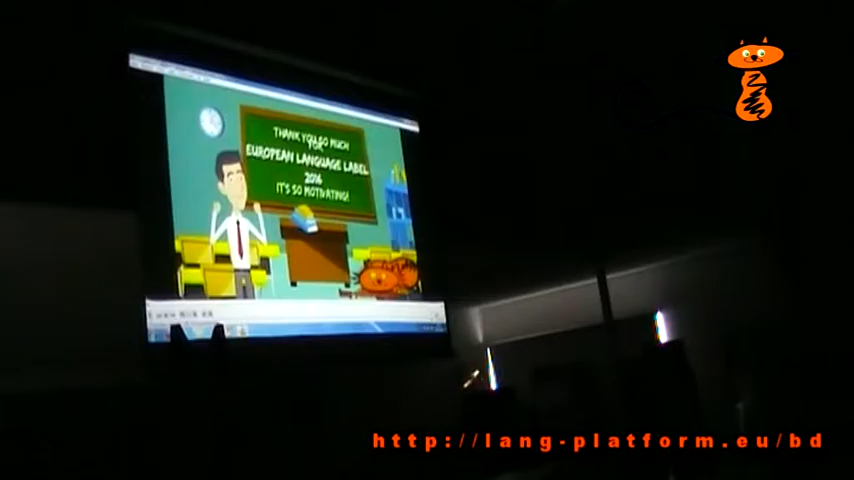 THANK YOU SO MUCH
FOR
EUROPEAN LANGUAGE LABEL
2016
IT'S SO MOTIVATING!
http://lang-platform.eu/bd